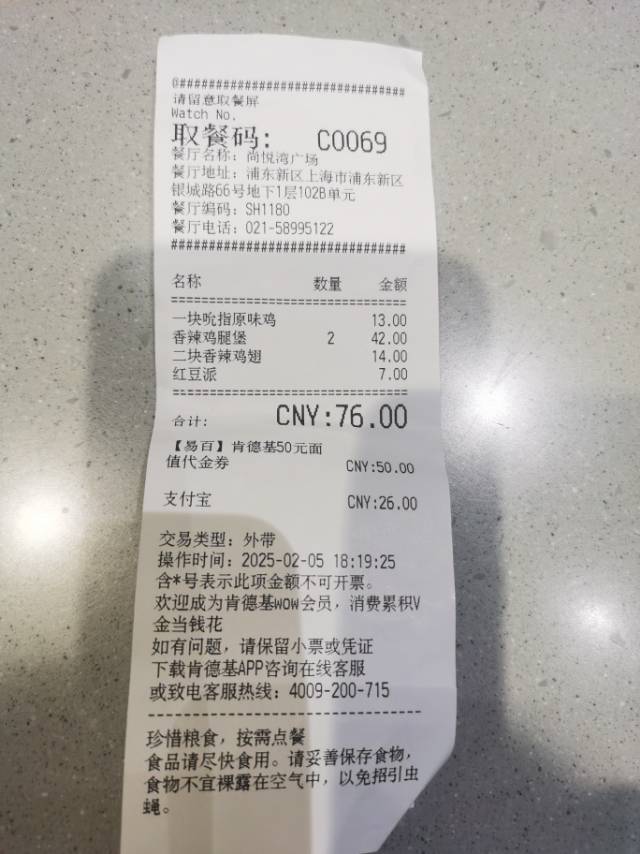 @################################
请留意取餐屏
Watch No.
取餐码: C0069
餐厅名称: 尚悦湾广场
餐厅地址: 浦东新区上海市浦东新区
银城路66号地下1层102B单元
餐厅编码: SH1180
餐厅电话: 021-58995122
#################################
名称 数量 金额
=================================
一块吮指原味鸡 13.00
香辣鸡腿堡 2 42.00
二块香辣鸡翅 14.00
红豆派 7.00
=================================
合计: CNY:76.00
【易百】肯德基50元面
值代金券 CNY:50.00
支付宝 CNY:26.00
交易类型: 外带
操作时间: 2025-02-05 18:19:25
含*号表示此项金额不可开票。
欢迎成为肯德基WOW会员, 消费累积V
金当钱花
如有问题, 请保留小票或凭证
下载肯德基APP咨询在线客服
或致电客服热线: 4009-200-715
---------------------------------
珍惜粮食, 按需点餐
食品请尽快食用。请妥善保存食物,
食物不宜裸露在空气中, 以免招引虫
蝇。